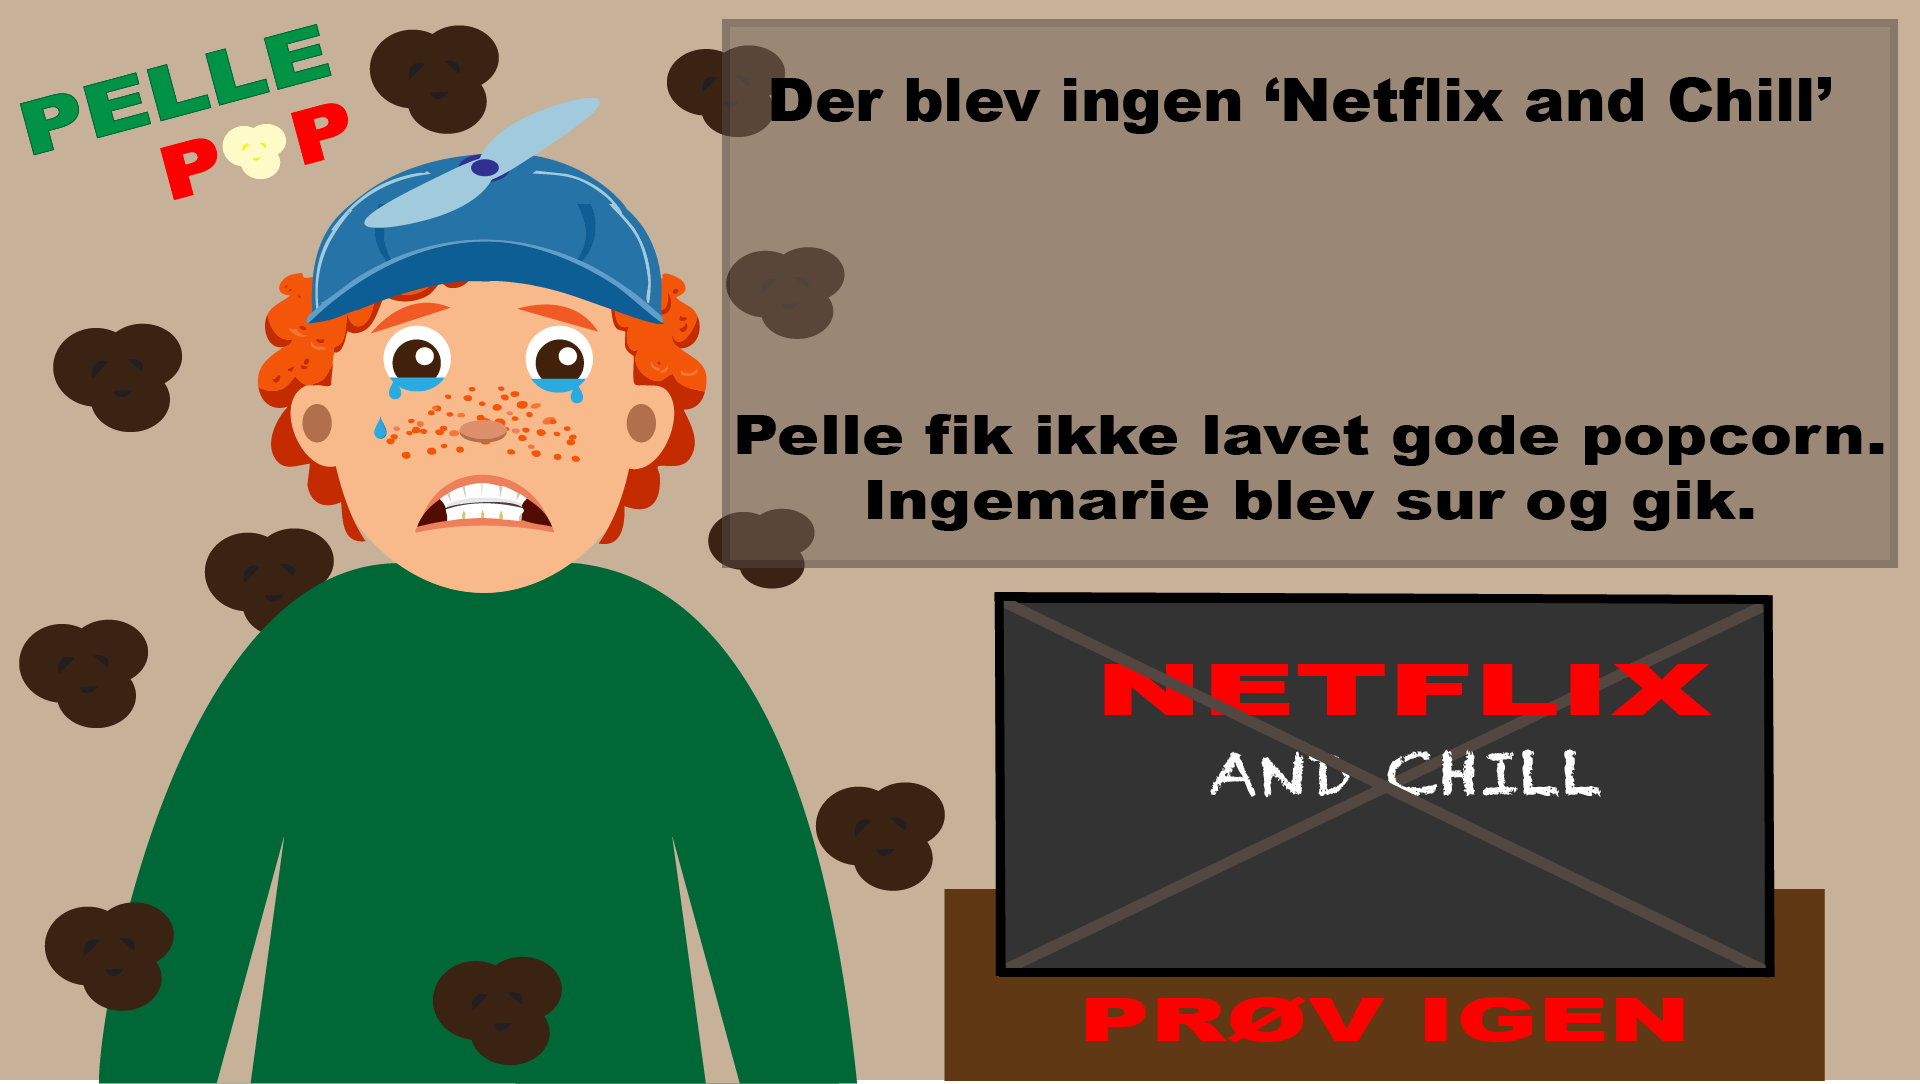 PELLE
POP
Der blev ingen ‘Netflix and Chill’
Pelle fik ikke lavet gode popcorn.
Ingemarie blev sur og gik.
NETFLIX
AND CHILL
PRØV IGEN